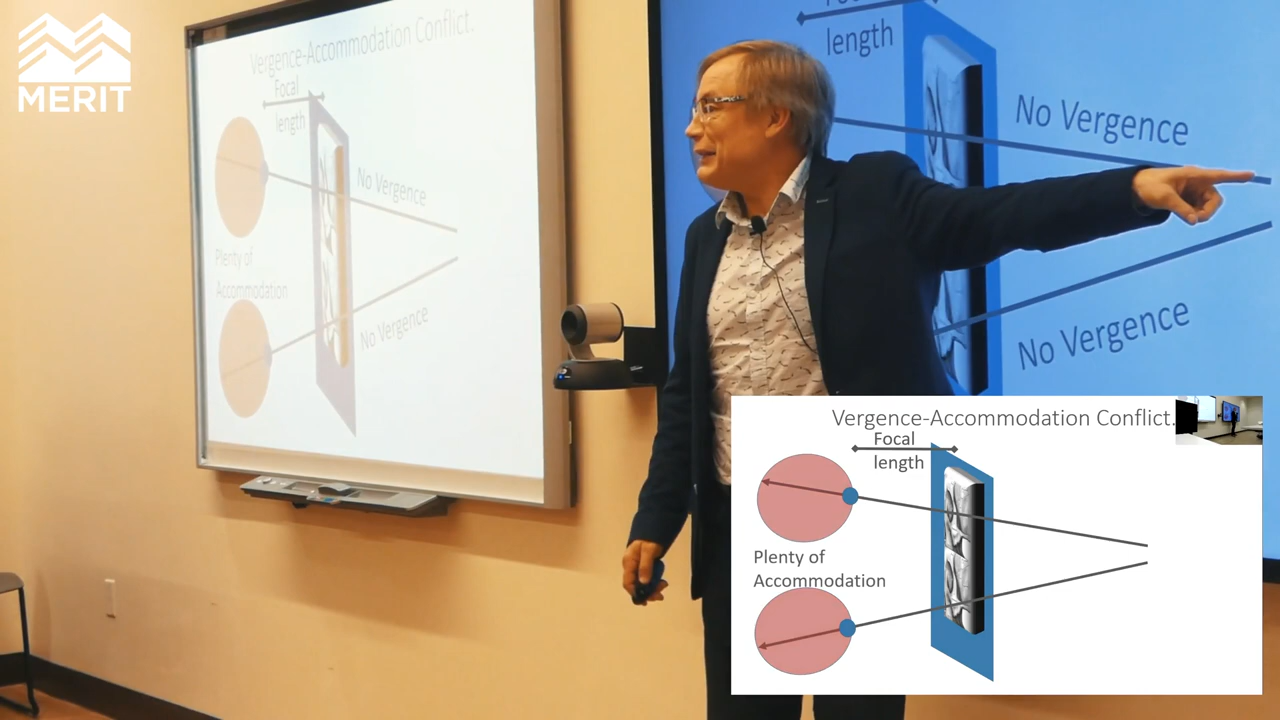 MERIT
Vergence-Accommodation Conflict.
Focal
length
No Vergence
Plenty of
Accommodation
No Vergence
length
No Vergence
No Vergence
Vergence-Accommodation Conflict.
Focal
length
Plenty of
Accommodation